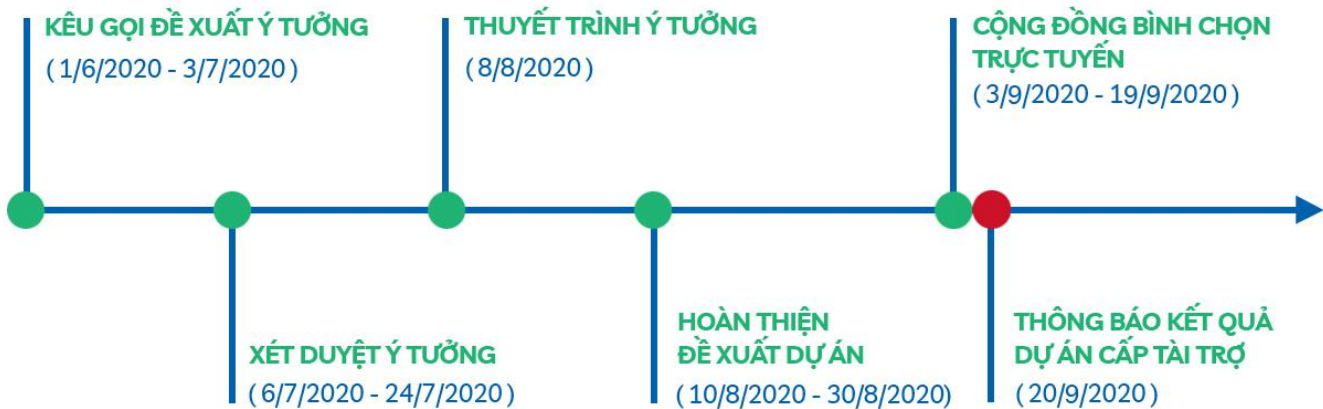 KÊU GỌI ĐỀ XUẤT Ý TƯỞNG
( 1/6/2020 - 3/7/2020 )
THUYẾT TRÌNH Ý TƯỞNG
( 8/8/2020 )
CỘNG ĐỒNG BÌNH CHỌN
TRỰC TUYẾN
( 3/9/2020 - 19/9/2020 )
XÉT DUYỆT Ý TƯỞNG
( 6/7/2020 - 24/7/2020 )
HOÀN THIỆN
ĐỀ XUẤT DỰ ÁN
( 10/8/2020 - 30/8/2020)
THÔNG BÁO KẾT QUẢ
DỰ ÁN CẤP TÀI TRỢ
( 20/9/2020 )